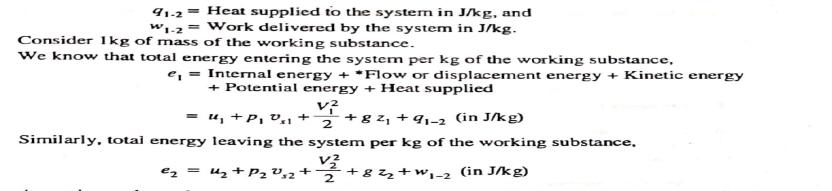 q₁₋₂ = Heat supplied to the system in J/kg, and
w₁₋₂ = Work delivered by the system in J/kg.
Consider 1kg of mass of the working substance.
We know that total energy entering the system per kg of the working substance,
e₁ = Internal energy + *Flow or displacement energy + Kinetic energy
+ Potential energy + Heat supplied
= u₁ + p₁ v_s1 + V₁²/2 + g z₁ + q₁₋₂ (in J/kg)
Similarly, total energy leaving the system per kg of the working substance,
e₂ = u₂ + p₂ v_s2 + V₂²/2 + g z₂ + w₁₋₂ (in J/kg)